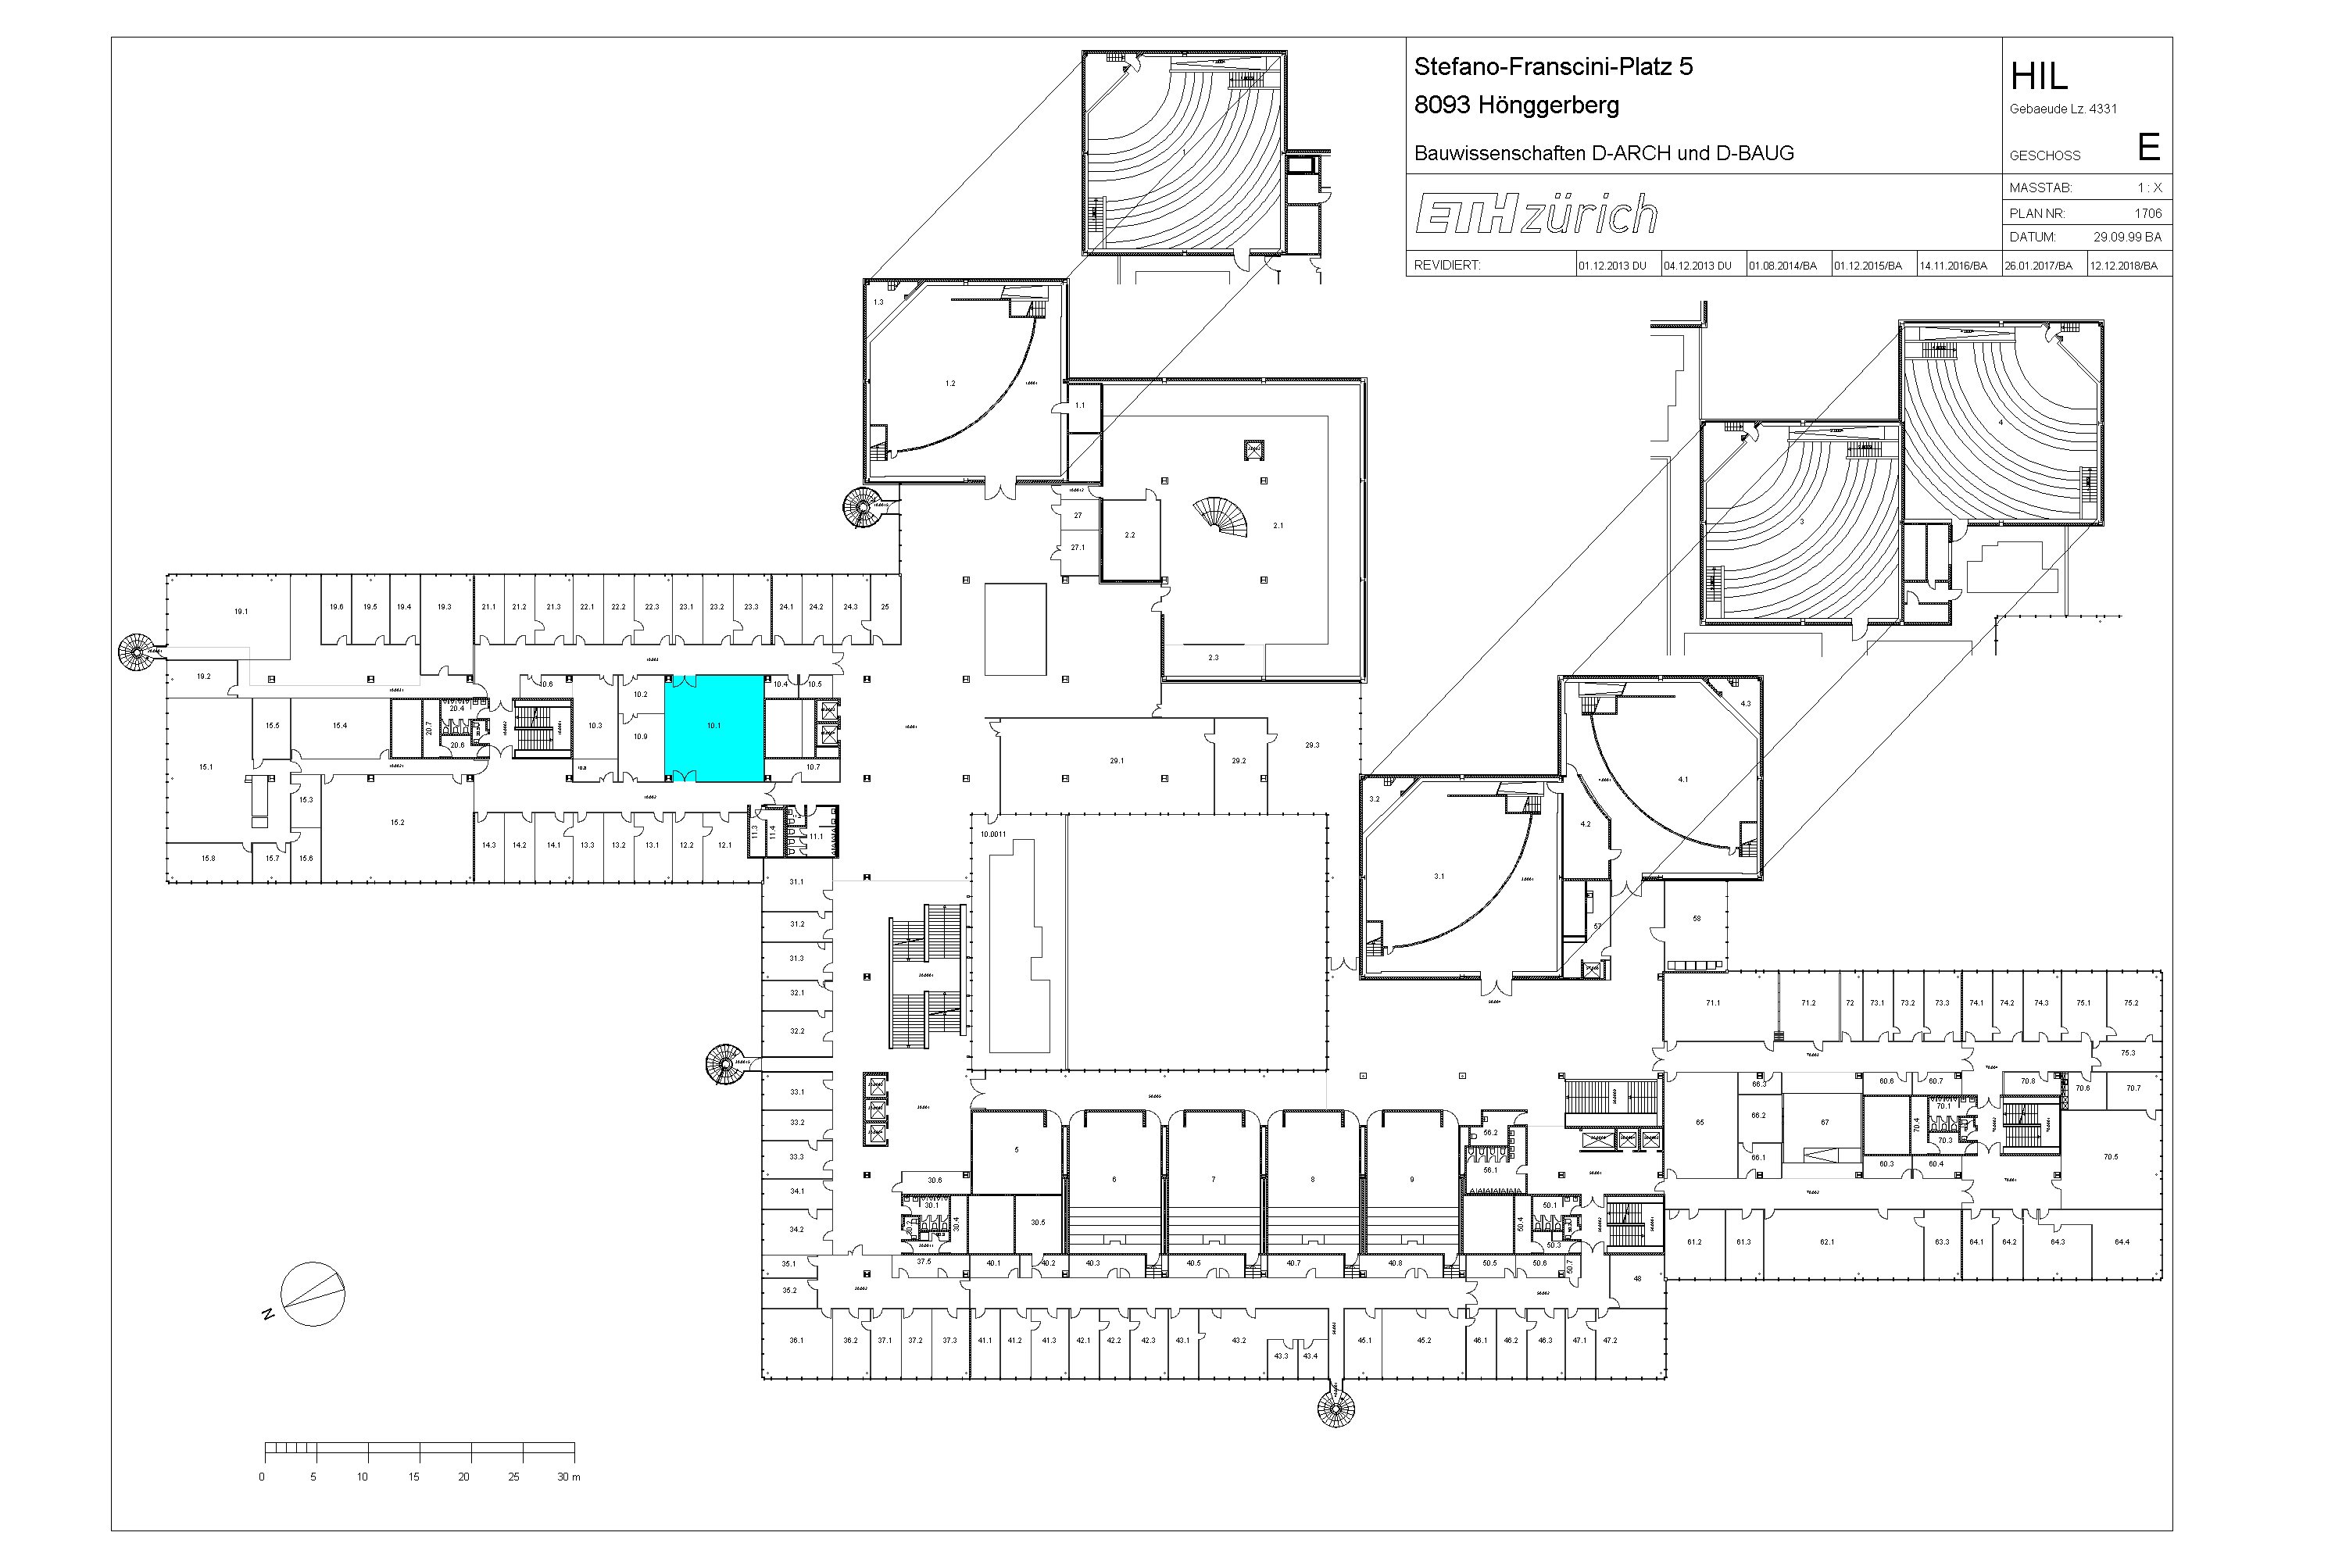 Stefano-Franscini-Platz 5
8093 Hönggerberg
Bauwissenschaften D-ARCH und D-BAUG
HIL
Gebaeude Lz. 4331
GESCHOSS E
ETH zürich
MASSTAB: 1 : X
PLAN NR: 1706
DATUM: 29.09.99 BA
REVIDIERT: 01.12.2013 DU 04.12.2013 DU 01.08.2014/BA 01.12.2015/BA 14.11.2016/BA 26.01.2017/BA 12.12.2018/BA
1
1.3
1.2
1.1
4
3
27
2.2
2.1
27.1
2.3
19.1 19.6 19.5 19.4 19.3 21.1 21.2 21.3 22.1 22.2 22.3 23.1 23.2 23.3 24.1 24.2 24.3 25
19.2
10.6 10.2 10.4 10.5
15.5 15.4 20.7 20.4 10.3 10.9 10.1
20.6
15.1 10.7
15.3
15.2
11.3 11.4 11.1
15.8 15.7 15.6 14.3 14.2 14.1 13.3 13.2 13.1 12.2 12.1
29.1 29.2 29.3
10.0011
4.3
4.1
3.2
4.2
3.1
57
58
31.1
31.2
31.3
32.1
32.2
33.1
33.2
33.3
34.1
34.2
35.1
35.2
5
6 7 8 9
30.6
30.1
30.2
30.4
30.5
56.2
56.1
50.1
50.4
50.3
71.1 71.2 72 73.1 73.2 73.3 74.1 74.2 74.3 75.1 75.2
75.3
66.3 60.6 60.7 70.8 70.6 70.7
65 66.2 67 70.4 70.1
70.3
66.1 60.3 60.4 70.5
61.2 61.3 62.1 63.3 64.1 64.2 64.3 64.4
37.5 40.1 40.2 40.3 40.5 40.7 40.8 50.5 50.6 50.7 48
36.1 36.2 37.1 37.2 37.3 41.1 41.2 41.3 42.1 42.2 42.3 43.1 43.2 45.1 45.2 46.1 46.2 46.3 47.1 47.2
43.3 43.4
N
0 5 10 15 20 25 30 m